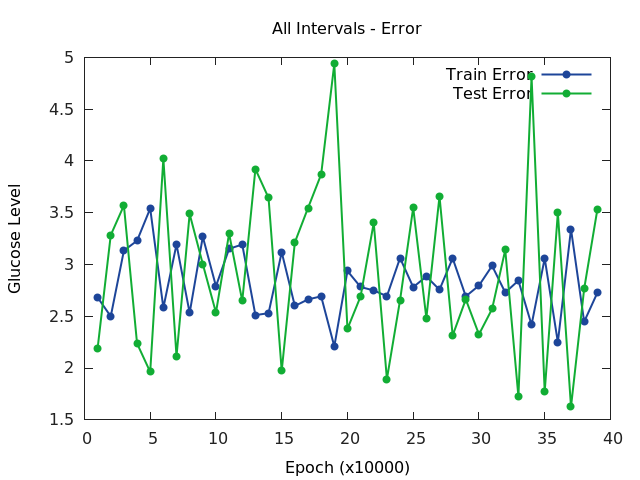 All Intervals - Error
Train Error
Test Error
5
4.5
4
3.5
3
2.5
2
1.5
0 5 10 15 20 25 30 35 40
Glucose Level
Epoch (x10000)